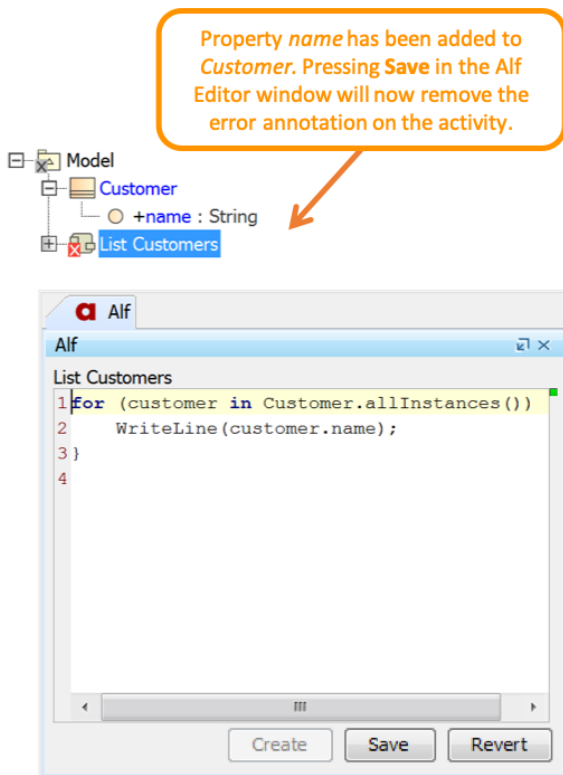 Property name has been added to
Customer. Pressing Save in the Alf
Editor window will now remove the
error annotation on the activity.
Model
Customer
+name : String
List Customers
a Alf
Alf
List Customers
1 for (customer in Customer.allInstances())
2 WriteLine(customer.name);
3 }
4
Create Save Revert